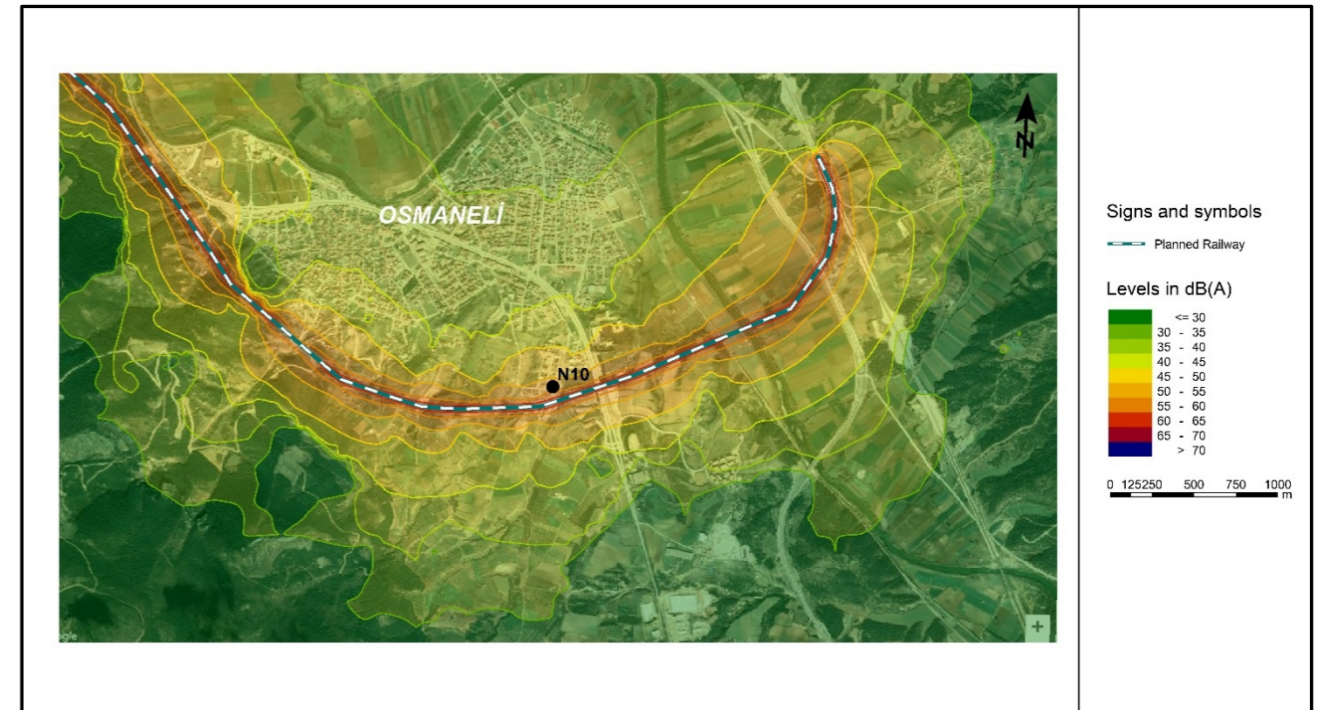 OSMANELİ
N10
N
Signs and symbols
Planned Railway
Levels in dB(A)
<= 30
30 - 35
35 - 40
40 - 45
45 - 50
50 - 55
55 - 60
60 - 65
65 - 70
> 70
0 125250 500 750 1000
m
+